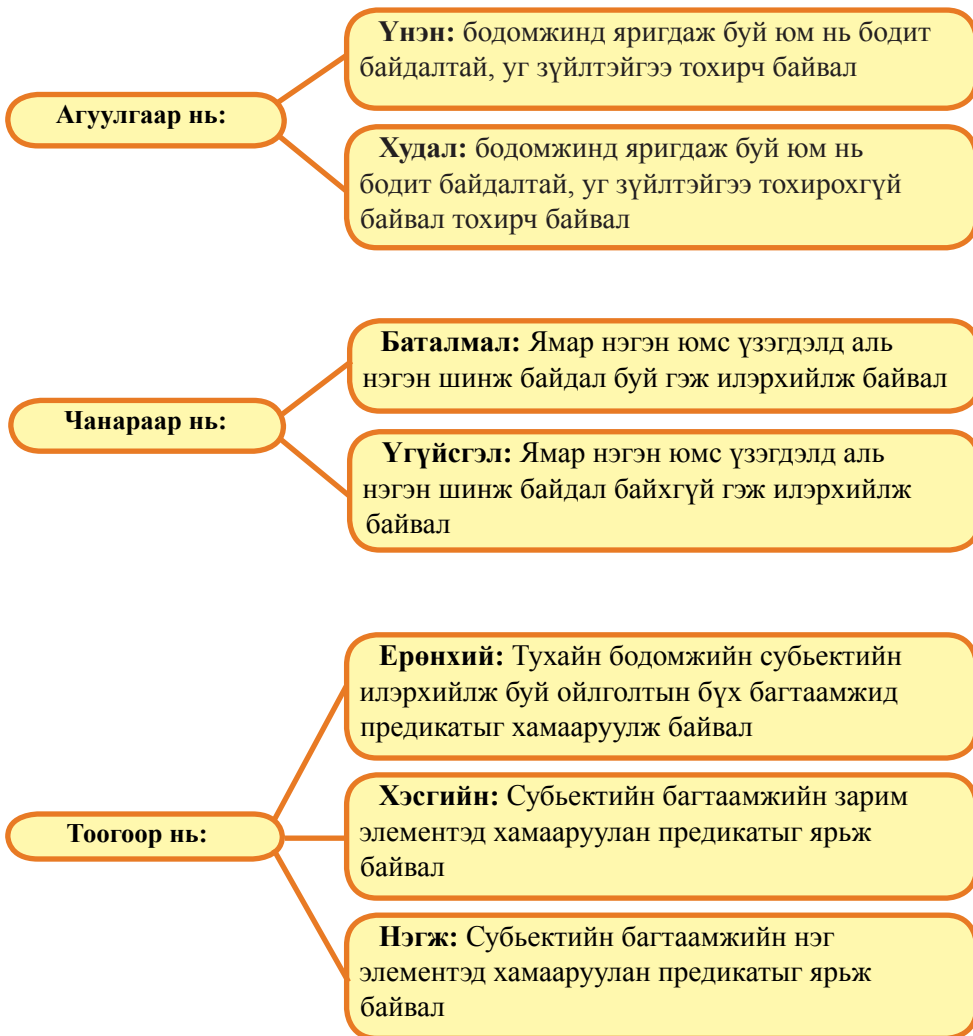 Үнэн: бодомжинд яригдаж буй юм нь бодит
байдалтай, уг зүйлтэйгээ тохирч байвал
Агуулгаар нь:
Худал: бодомжинд яригдаж буй юм нь
бодит байдалтай, уг зүйлтэйгээ тохирохгүй
байвал тохирч байвал
Баталмал: Ямар нэгэн юмс үзэгдэлд аль
нэгэн шинж байдал буй гэж илэрхийлж байвал
Чанараар нь:
Үгүйсгэл: Ямар нэгэн юмс үзэгдэлд аль
нэгэн шинж байдал байхгүй гэж илэрхийлж
байвал
Ерөнхий: Тухайн бодомжийн субьектийн
илэрхийлж буй ойлголтын бүх багтаамжид
предикатыг хамааруулж байвал
Тоогоор нь:
Хэсгийн: Субьектийн багтаамжийн зарим
элементэд хамааруулан предикатыг ярьж
байвал
Нэгж: Субьектийн багтаамжийн нэг
элементэд хамааруулан предикатыг ярьж
байвал